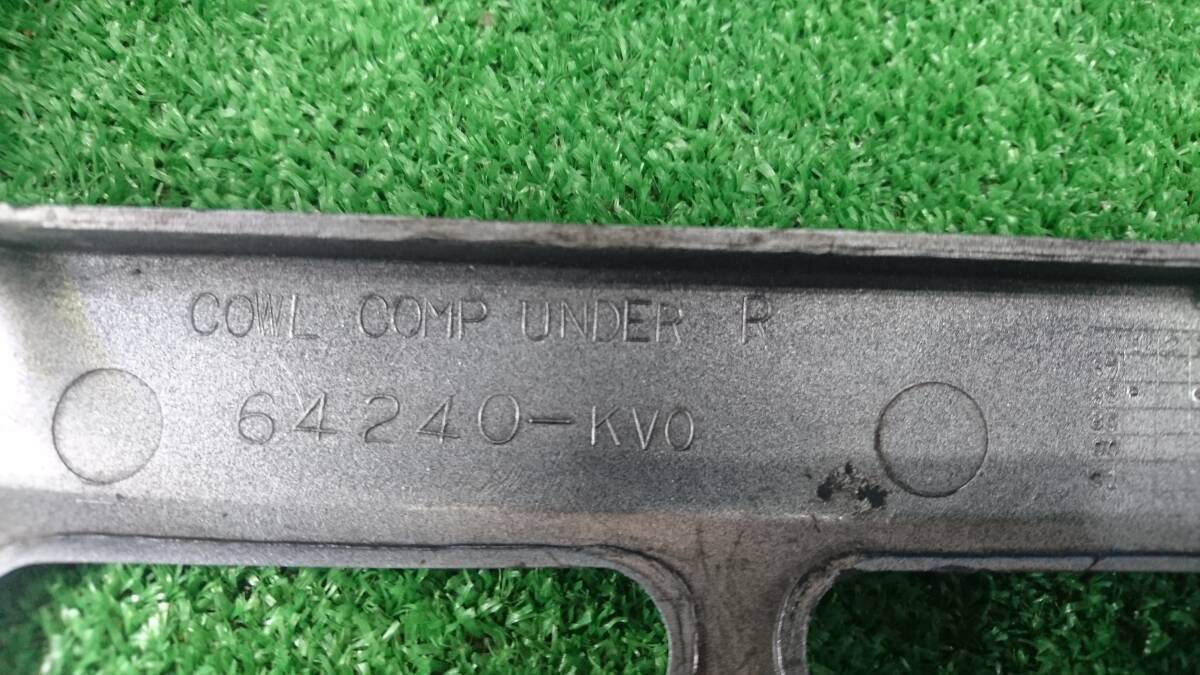 COWL COMP UNDER R
64240-KV0